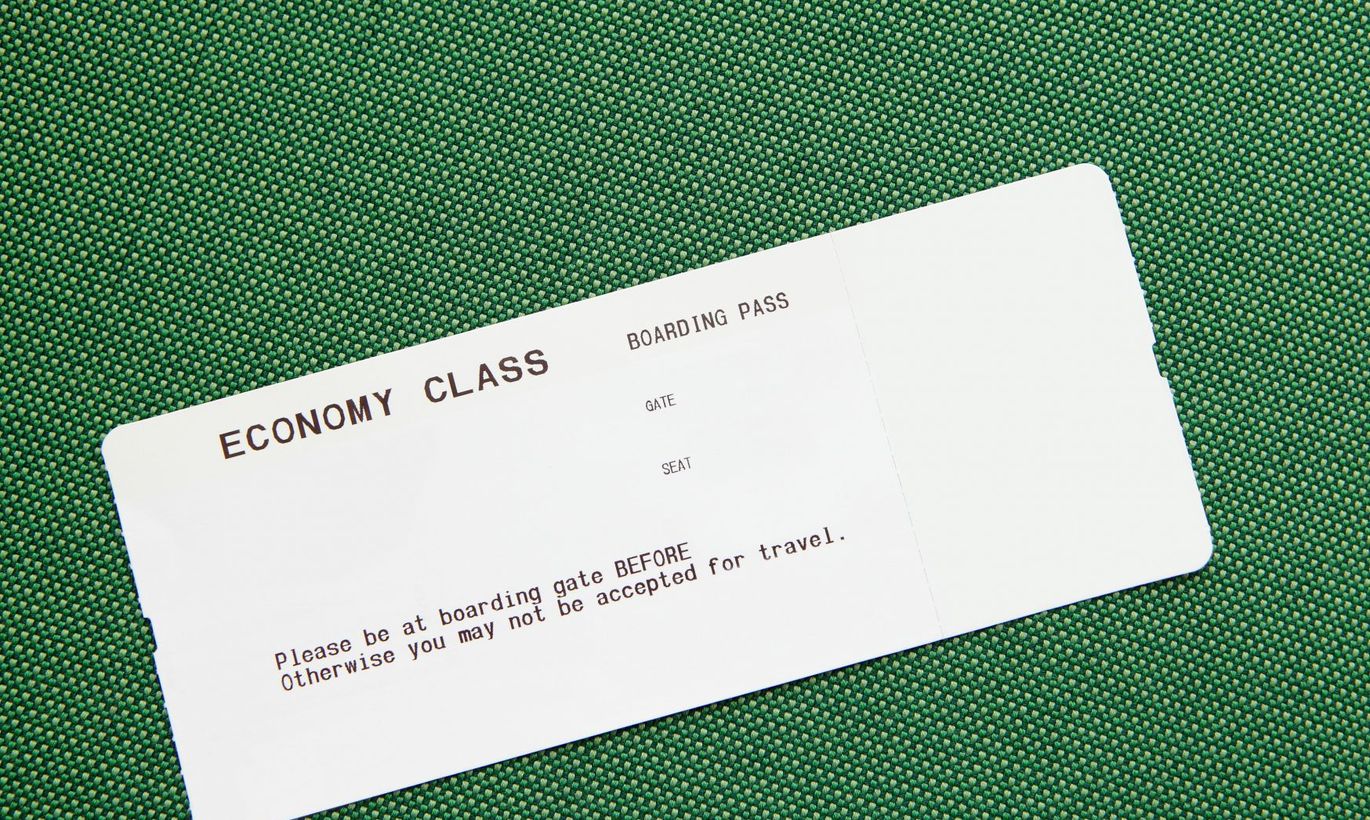 ECONOMY CLASS
BOARDING PASS
GATE
SEAT
Please be at boarding gate BEFORE
Otherwise you may not be accepted for travel.